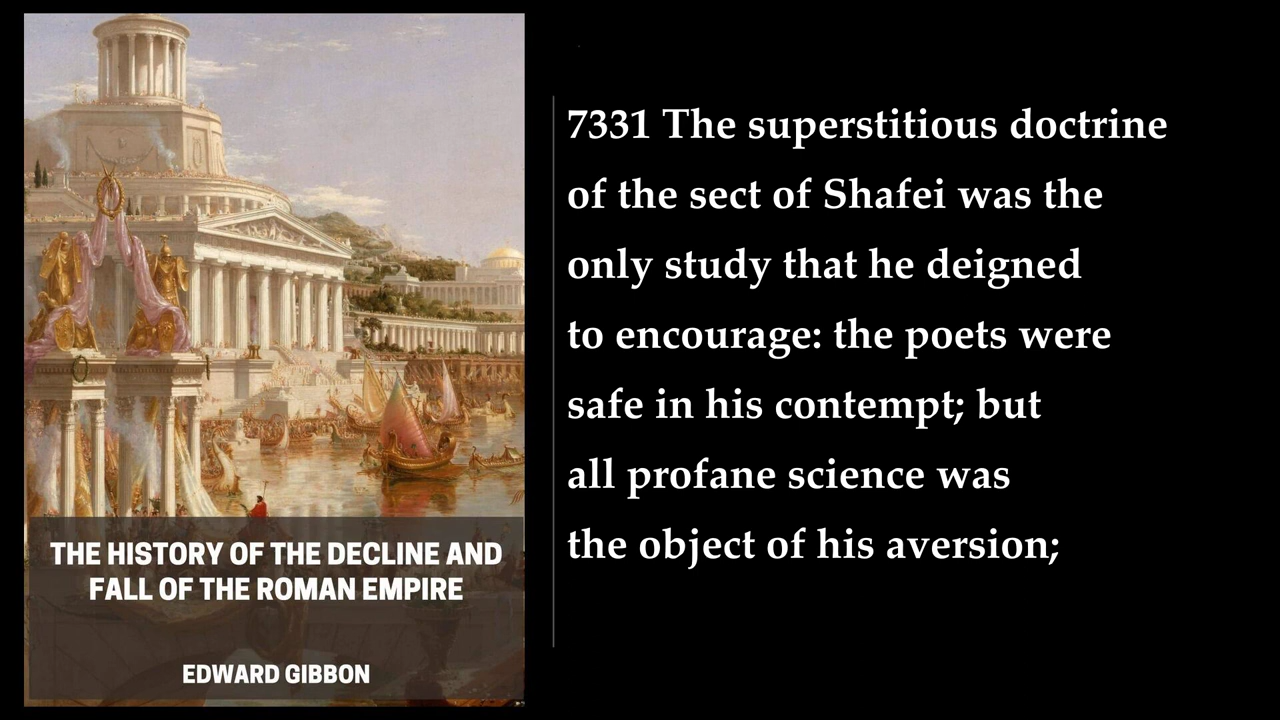 THE HISTORY OF THE DECLINE AND
FALL OF THE ROMAN EMPIRE
EDWARD GIBBON
7331 The superstitious doctrine
of the sect of Shafei was the
only study that he deigned
to encourage: the poets were
safe in his contempt; but
all profane science was
the object of his aversion;